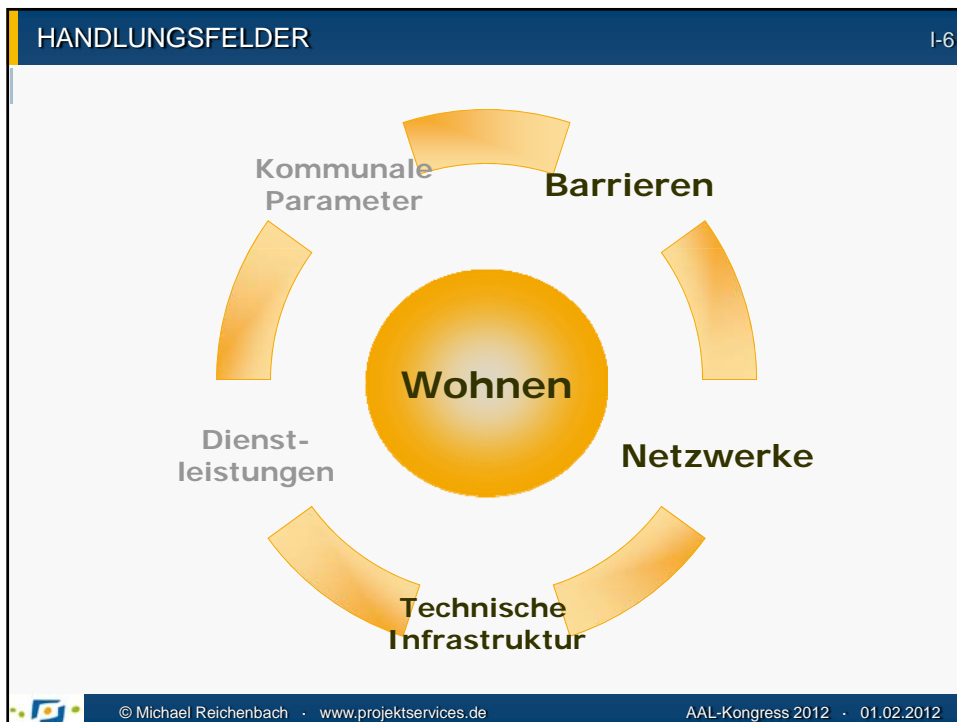 HANDLUNGSFELDER
I-6
Kommunale
Parameter
Barrieren
Wohnen
Dienst-
leistungen
Netzwerke
Technische
Infrastruktur
© Michael Reichenbach · www.projektservices.de
AAL-Kongress 2012 · 01.02.2012